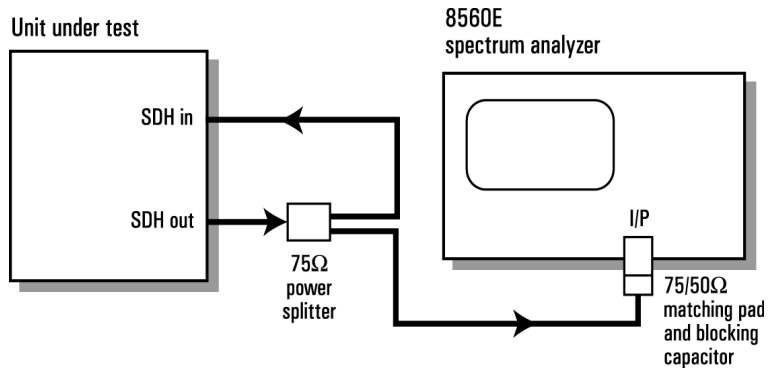 Unit under test
SDH in
SDH out
75Ω
power
splitter
8560E
spectrum analyzer
I/P
75/50Ω
matching pad
and blocking
capacitor